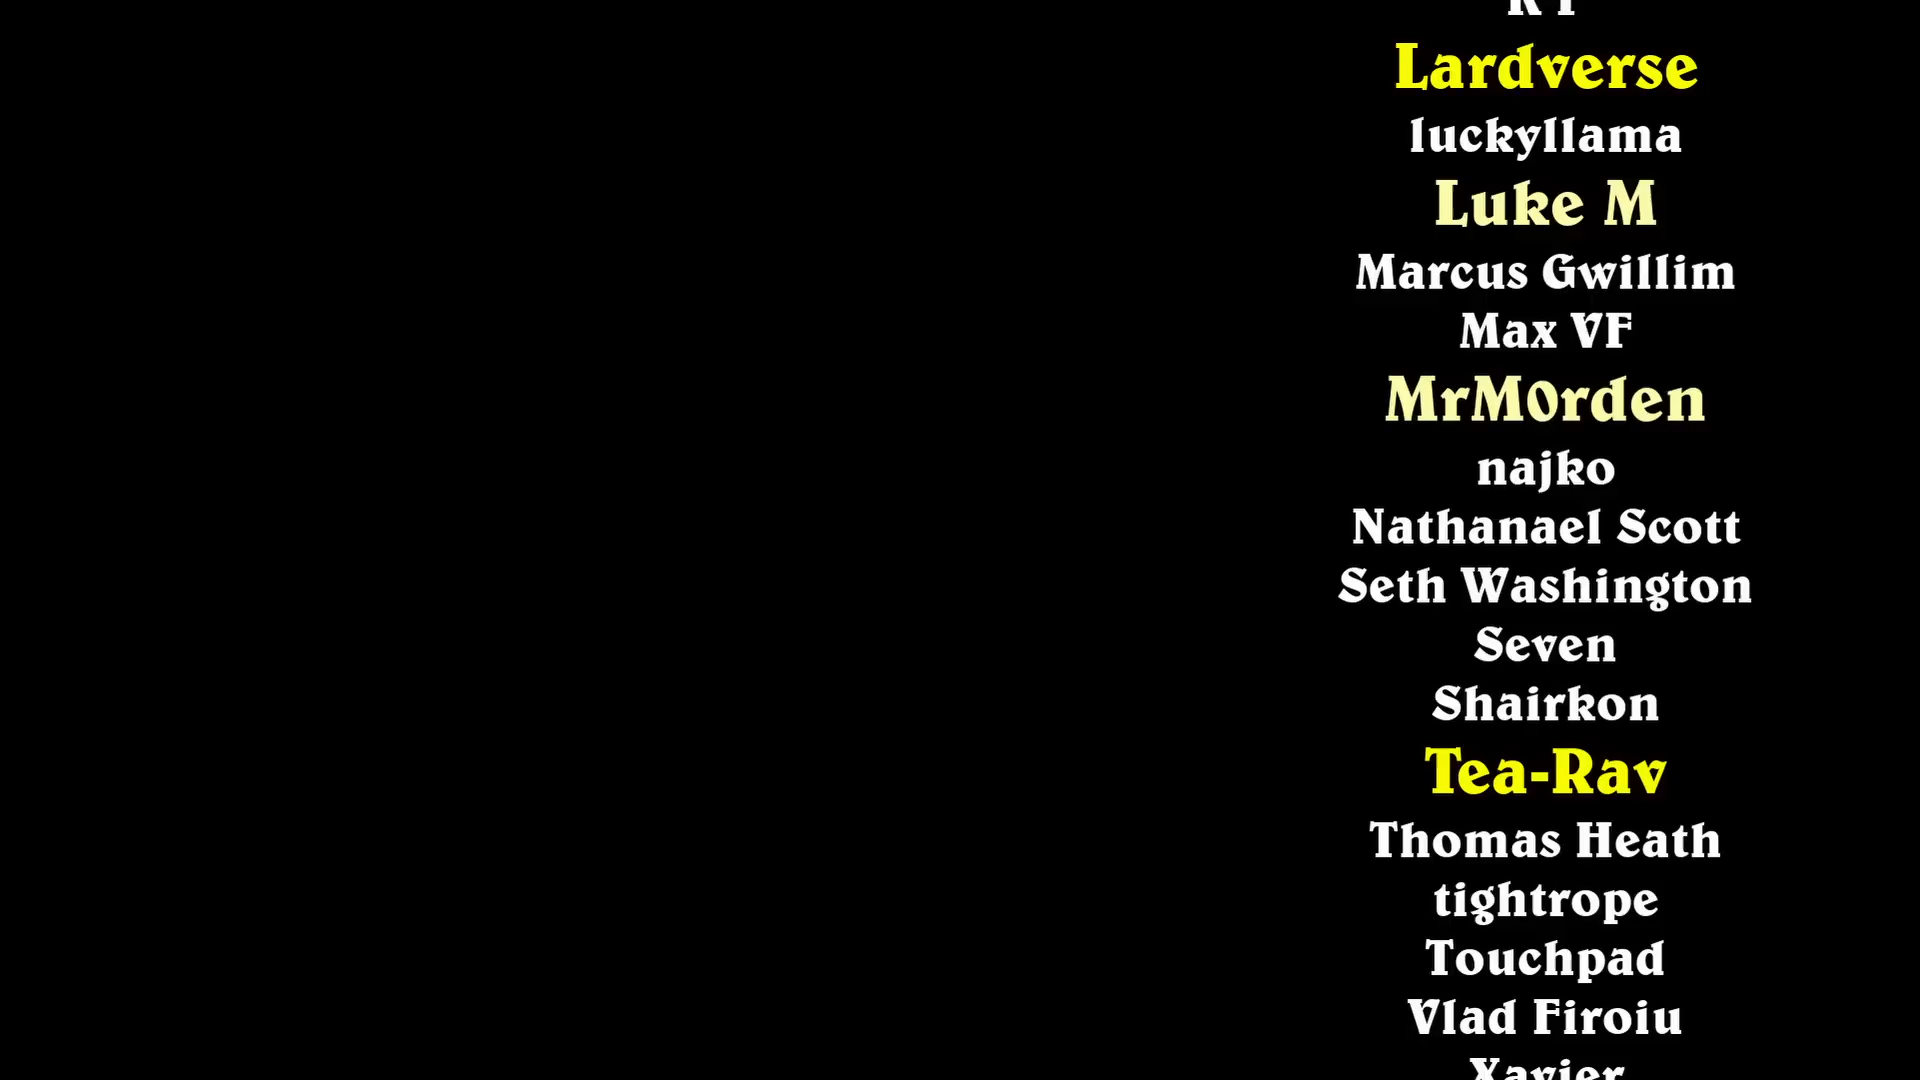 Lardverse
luckyllama
Luke M
Marcus Gwillim
Max VF
MrM0rden
najko
Nathanael Scott
Seth Washington
Seven
Shairkon
Tea-Rav
Thomas Heath
tightrope
Touchpad
Vlad Firoiu
Xavier